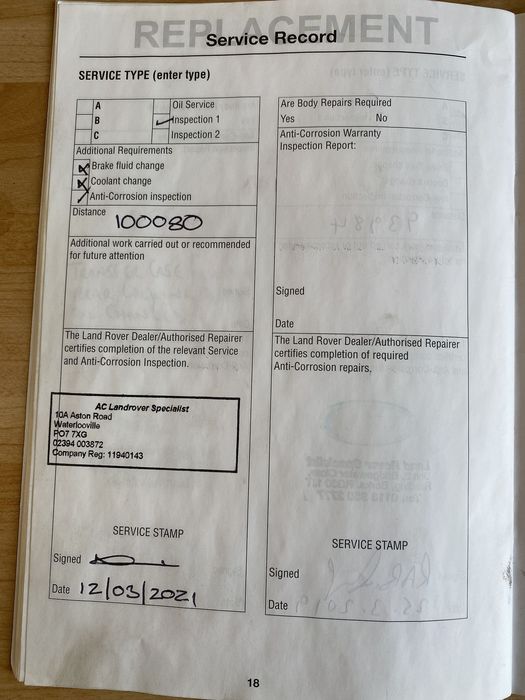 REPLACEMENT
Service Record
SERVICE TYPE (enter type)
A
Oil Service
B
Inspection 1
C
Inspection 2
Additional Requirements
Brake fluid change
Coolant change
Anti-Corrosion inspection
Distance 100080
Additional work carried out or recommended
for future attention
The Land Rover Dealer/Authorised Repairer
certifies completion of the relevant Service
and Anti-Corrosion Inspection.
AC Landrover Specialist
10A Aston Road
Waterlooville
PO7 7XG
02394 003872
Company Reg: 11940143
SERVICE STAMP
Signed
Date 12/03/2021
Are Body Repairs Required
Yes No
Anti-Corrosion Warranty
Inspection Report:
Signed
Date
The Land Rover Dealer/Authorised Repairer
certifies completion of required
Anti-Corrosion repairs.
SERVICE STAMP
Signed
Date
18